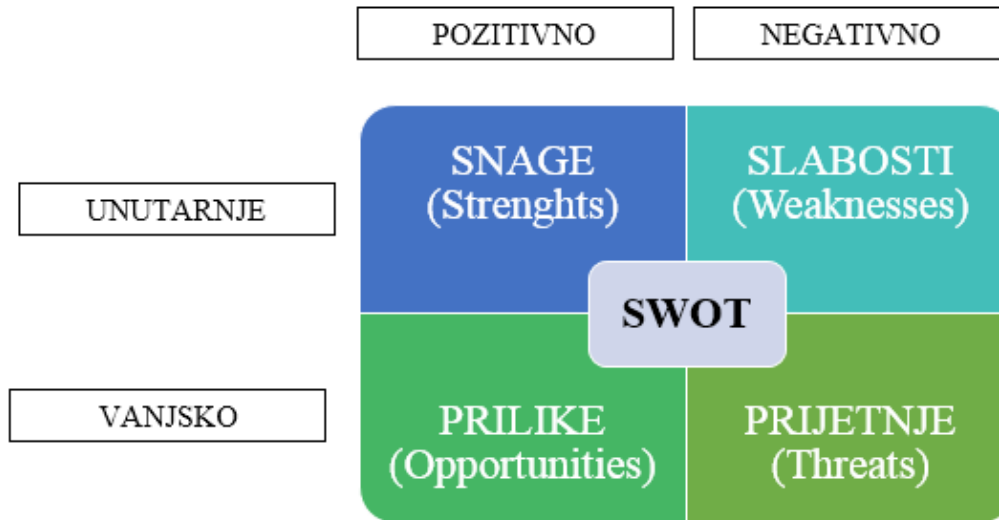 POZITIVNO
NEGATIVNO
UNUTARNJE
SNAGE
(Strenghts)
SLABOSTI
(Weaknesses)
SWOT
VANJSKO
PRILIKE
(Opportunities)
PRIJETNJE
(Threats)